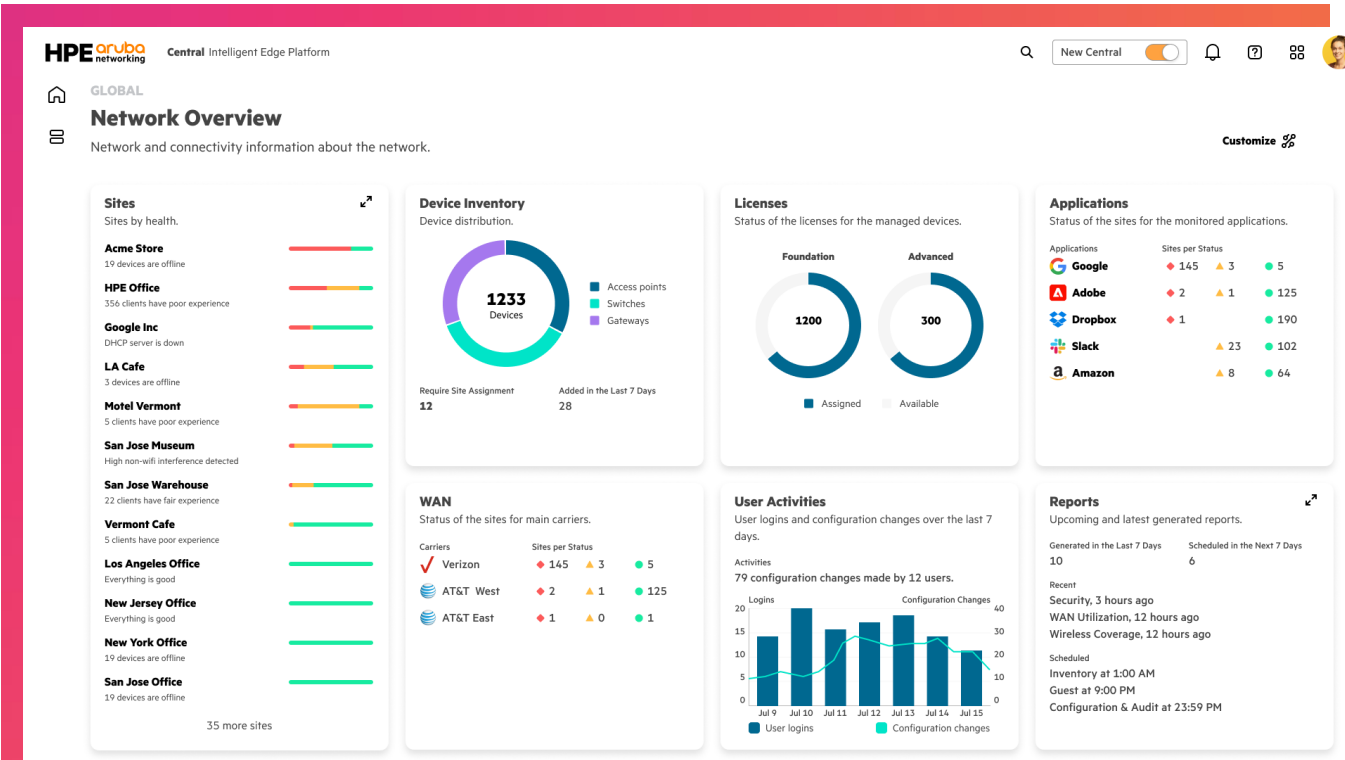 HPE aruba networking Central Intelligent Edge Platform New Central
GLOBAL
Network Overview
Network and connectivity information about the network.
Customize
Sites
Sites by health.
Acme Store
19 devices are offline
HPE Office
356 clients have poor experience
Google Inc
DHCP server is down
LA Cafe
3 devices are offline
Motel Vermont
5 clients have poor experience
San Jose Museum
High non-wifi interference detected
San Jose Warehouse
22 clients have fair experience
Vermont Cafe
5 clients have poor experience
Los Angeles Office
Everything is good
New Jersey Office
Everything is good
New York Office
19 devices are offline
San Jose Office
19 devices are offline
35 more sites
Device Inventory
Device distribution.
1233
Devices
Access points
Switches
Gateways
Require Site Assignment Added in the Last 7 Days
12 28
Licenses
Status of the licenses for the managed devices.
Foundation Advanced
1200 300
Assigned Available
Applications
Status of the sites for the monitored applications.
Applications Sites per Status
Google 145 3 5
Adobe 2 1 125
Dropbox 1 190
Slack 23 102
Amazon 8 64
WAN
Status of the sites for main carriers.
Carriers Sites per Status
Verizon 145 3 5
AT&T West 2 1 125
AT&T East 1 0 1
User Activities
User logins and configuration changes over the last 7
days.
Activities
79 configuration changes made by 12 users.
Logins Configuration Changes
20 40
15 30
10 20
5 10
0 0
Jul 9 Jul 10 Jul 11 Jul 12 Jul 13 Jul 14 Jul 15
User logins Configuration changes
Reports
Upcoming and latest generated reports.
Generated in the Last 7 Days Scheduled in the Next 7 Days
10 6
Recent
Security, 3 hours ago
WAN Utilization, 12 hours ago
Wireless Coverage, 12 hours ago
Scheduled
Inventory at 1:00 AM
Guest at 9:00 PM
Configuration & Audit at 23:59 PM